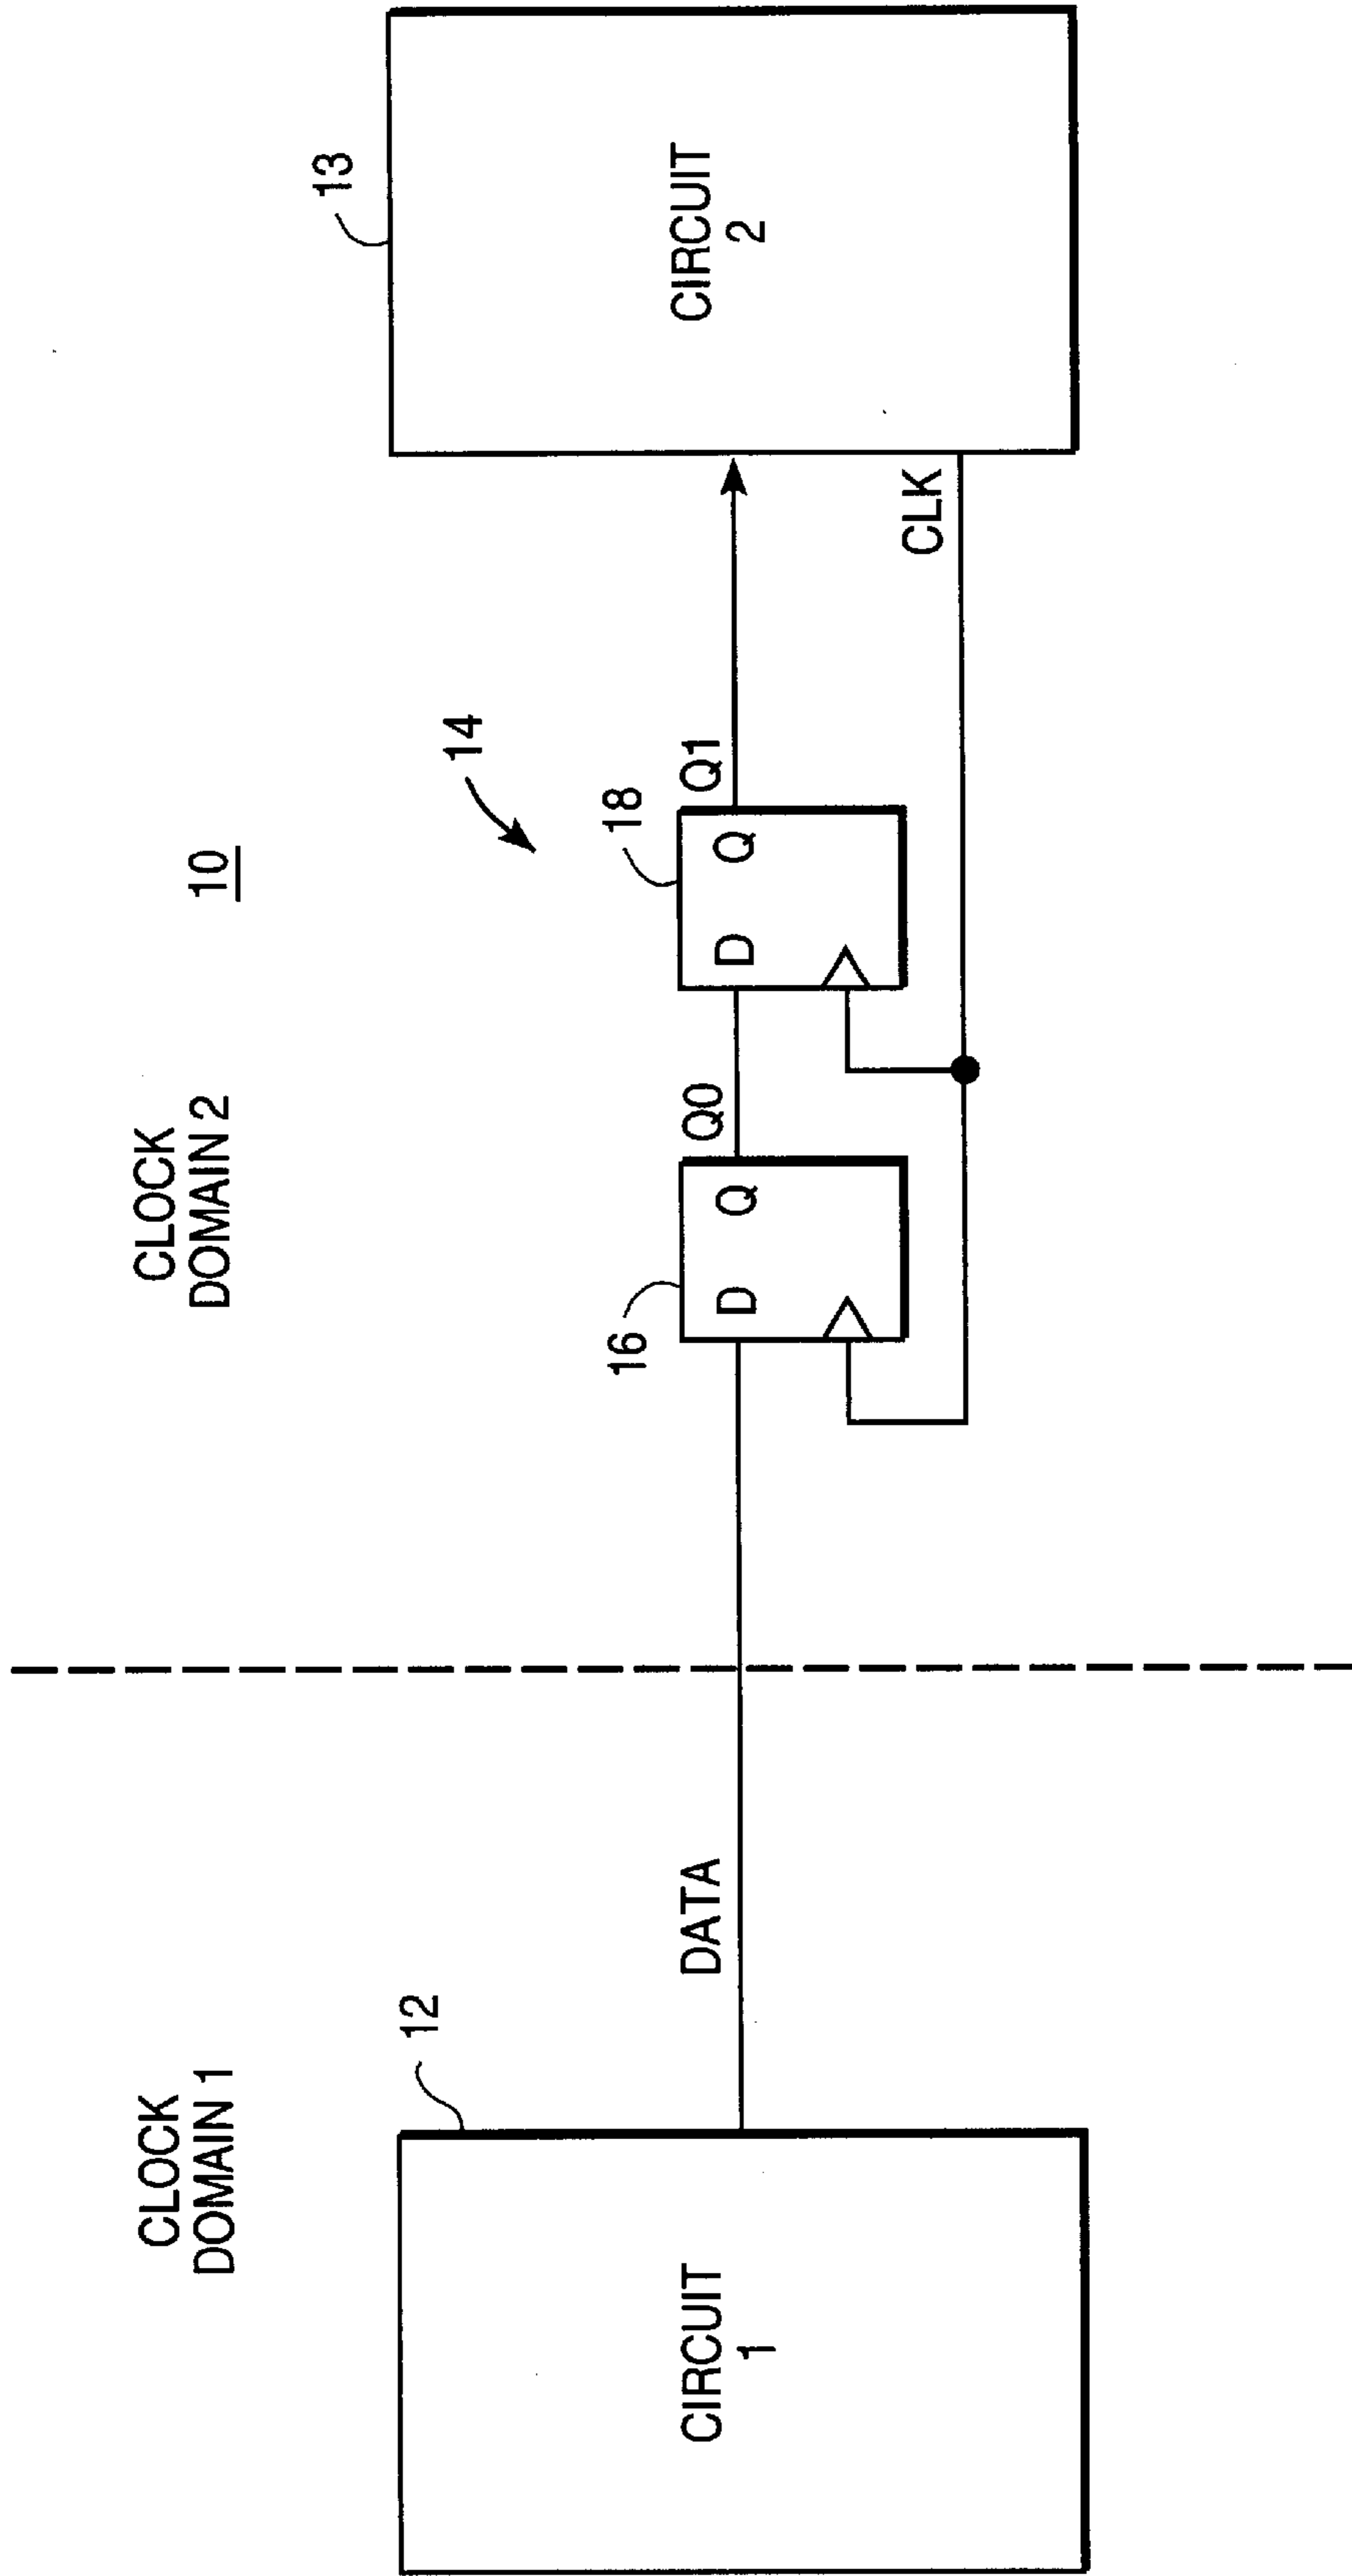 CLOCK
DOMAIN 1
CLOCK
DOMAIN 2
10
12
13
14
16
18
CIRCUIT
1
DATA
D Q
Q0
D Q
Q1
CLK
CIRCUIT
2